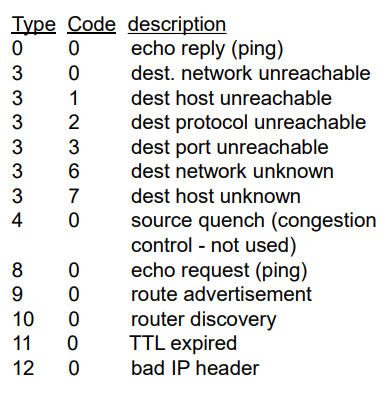 Type Code description
0 0 echo reply (ping)
3 0 dest. network unreachable
3 1 dest host unreachable
3 2 dest protocol unreachable
3 3 dest port unreachable
3 6 dest network unknown
3 7 dest host unknown
4 0 source quench (congestion
control - not used)
8 0 echo request (ping)
9 0 route advertisement
10 0 router discovery
11 0 TTL expired
12 0 bad IP header